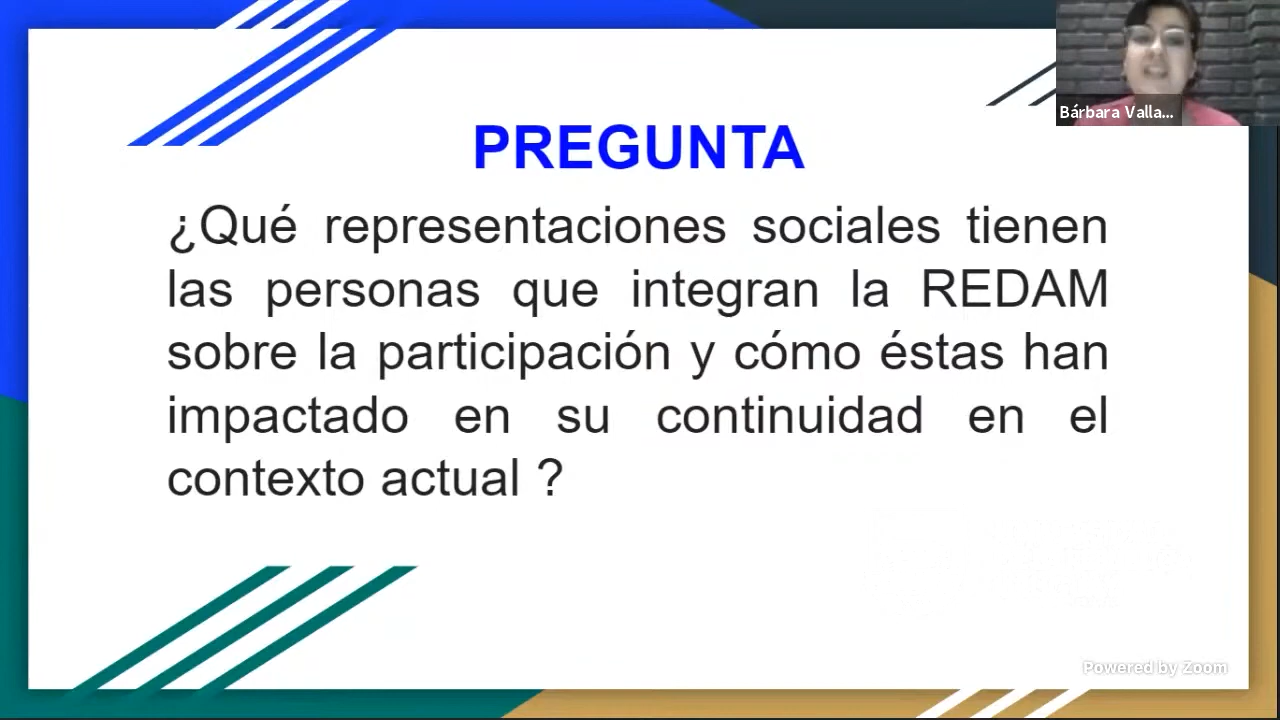 PREGUNTA
¿Qué representaciones sociales tienen
las personas que integran la REDAM
sobre la participación y cómo éstas han
impactado en su continuidad en el
contexto actual ?
Bárbara Valla...
Powered by Zoom